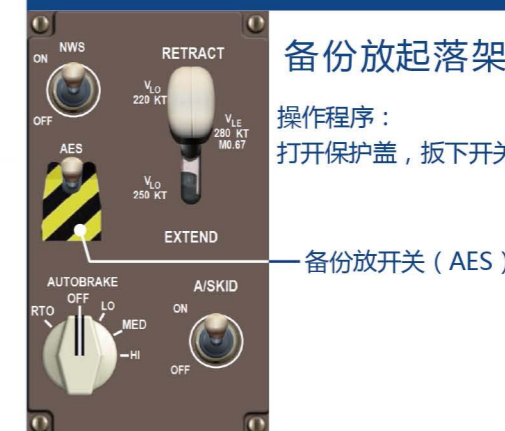 备份放起落架
操作程序：
打开保护盖，扳下开关
备份放开关（AES）
NWS
ON
OFF
AES
RETRACT
VLO
220 KT
VLE
280 KT
M0.67
VLO
250 KT
EXTEND
AUTOBRAKE
OFF
RTO
LO
MED
HI
A/SKID
ON
OFF